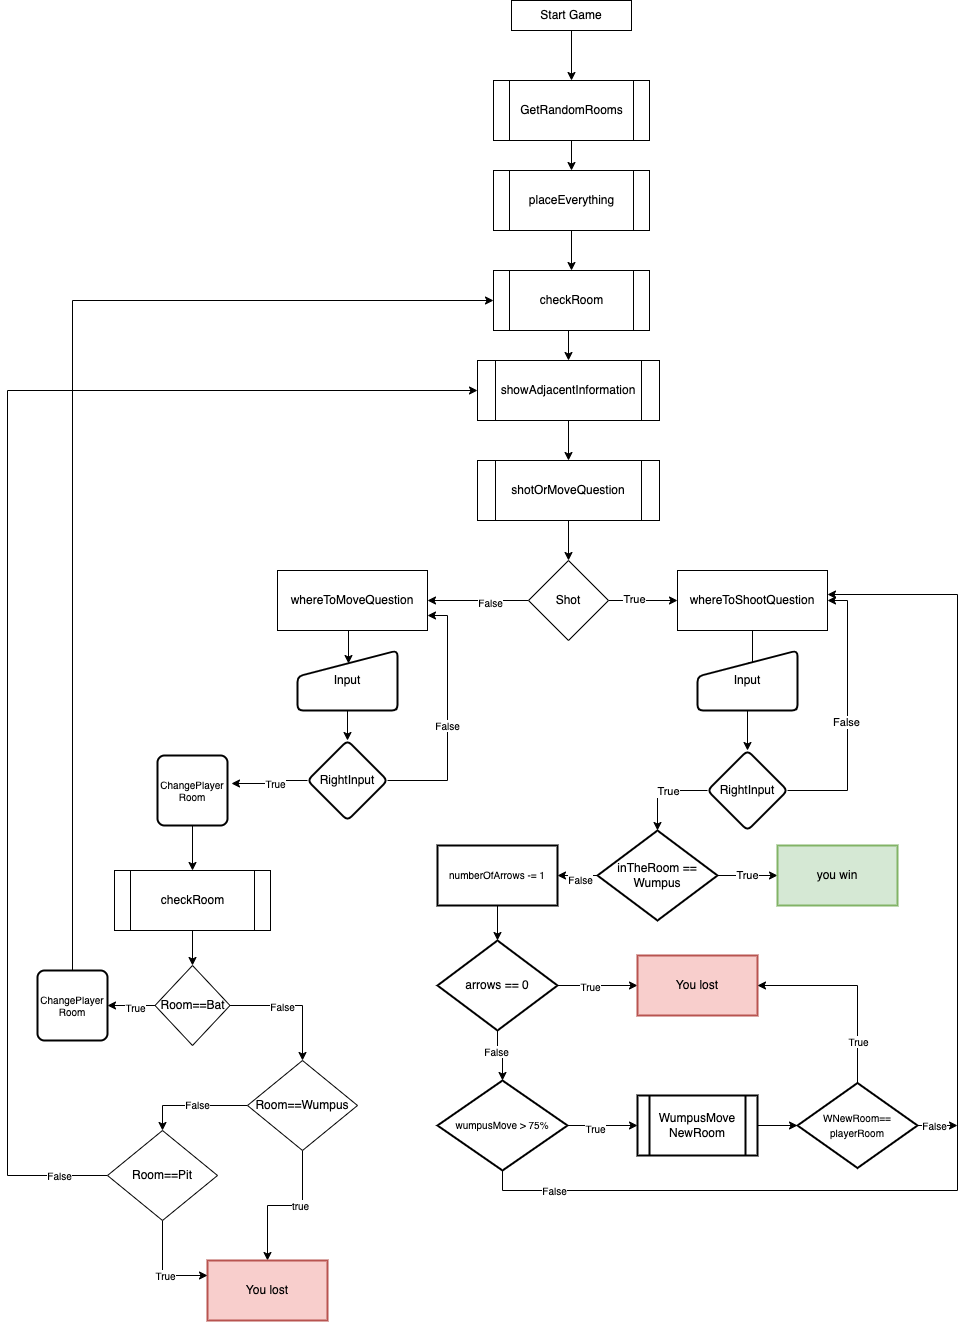 Start Game
GetRandomRooms
placeEverything
checkRoom
showAdjacentInformation
shotOrMoveQuestion
whereToMoveQuestion
False
Shot
True
whereToShootQuestion
Input
Input
False
False
RightInput
True
ChangePlayer
Room
RightInput
True
numberOfArrows -= 1
False
inTheRoom ==
Wumpus
True
you win
checkRoom
arrows == 0
True
You lost
ChangePlayer
Room
True
Room==Bat
False
False
True
Room==Wumpus
False
wumpusMove > 75%
True
WumpusMove
NewRoom
WNewRoom==
playerRoom
False
Room==Pit
False
False
true
True
You lost